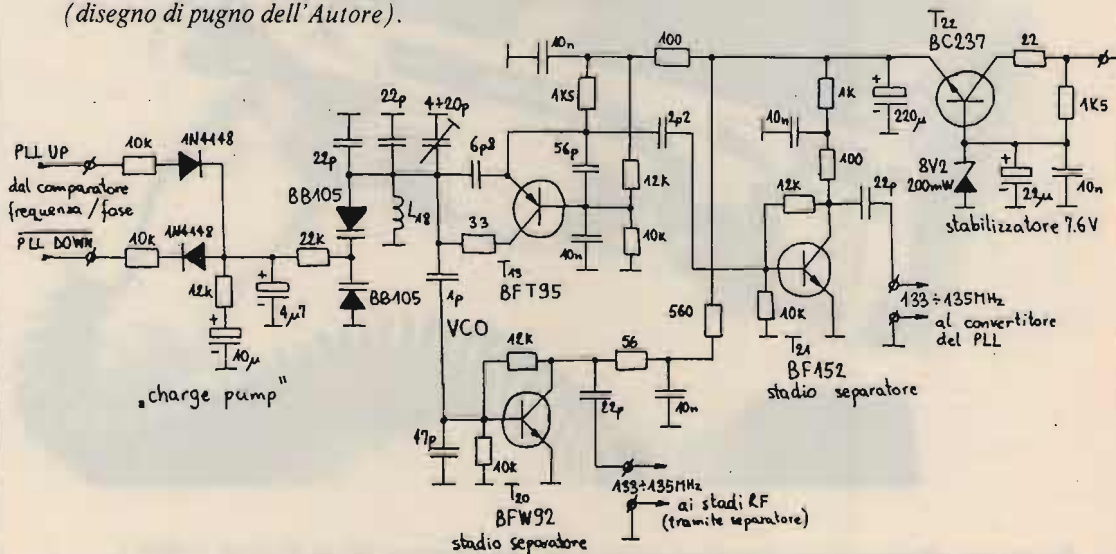 (disegno di pugno dell'Autore).
T22
BC237
10n
100
22
1K5
1k
220µ
1K5
22p
4÷20p
2p2
10n
10k
1N4148
22p
6p8
56p
100
8V2
200mW
22µ
10n
PLL UP
dal comparatore
frequenza / fase
12k
12k
22p
stabilizzatore 7.6V
BB105
L18
PLL DOWN
10k
1N4148
22k
33
10n
10k
T19
BFT95
12k
BB105
4µ7
1p
10k
133÷135MHz
al convertitore
del PLL
10µ
VCO
560
12k
56
T21
BF152
stadio separatore
„charge pump"
22p
10n
47p
10k
133÷135MHz
T20
BFW92
ai stadi RF
(tramite separatore)
stadio separatore